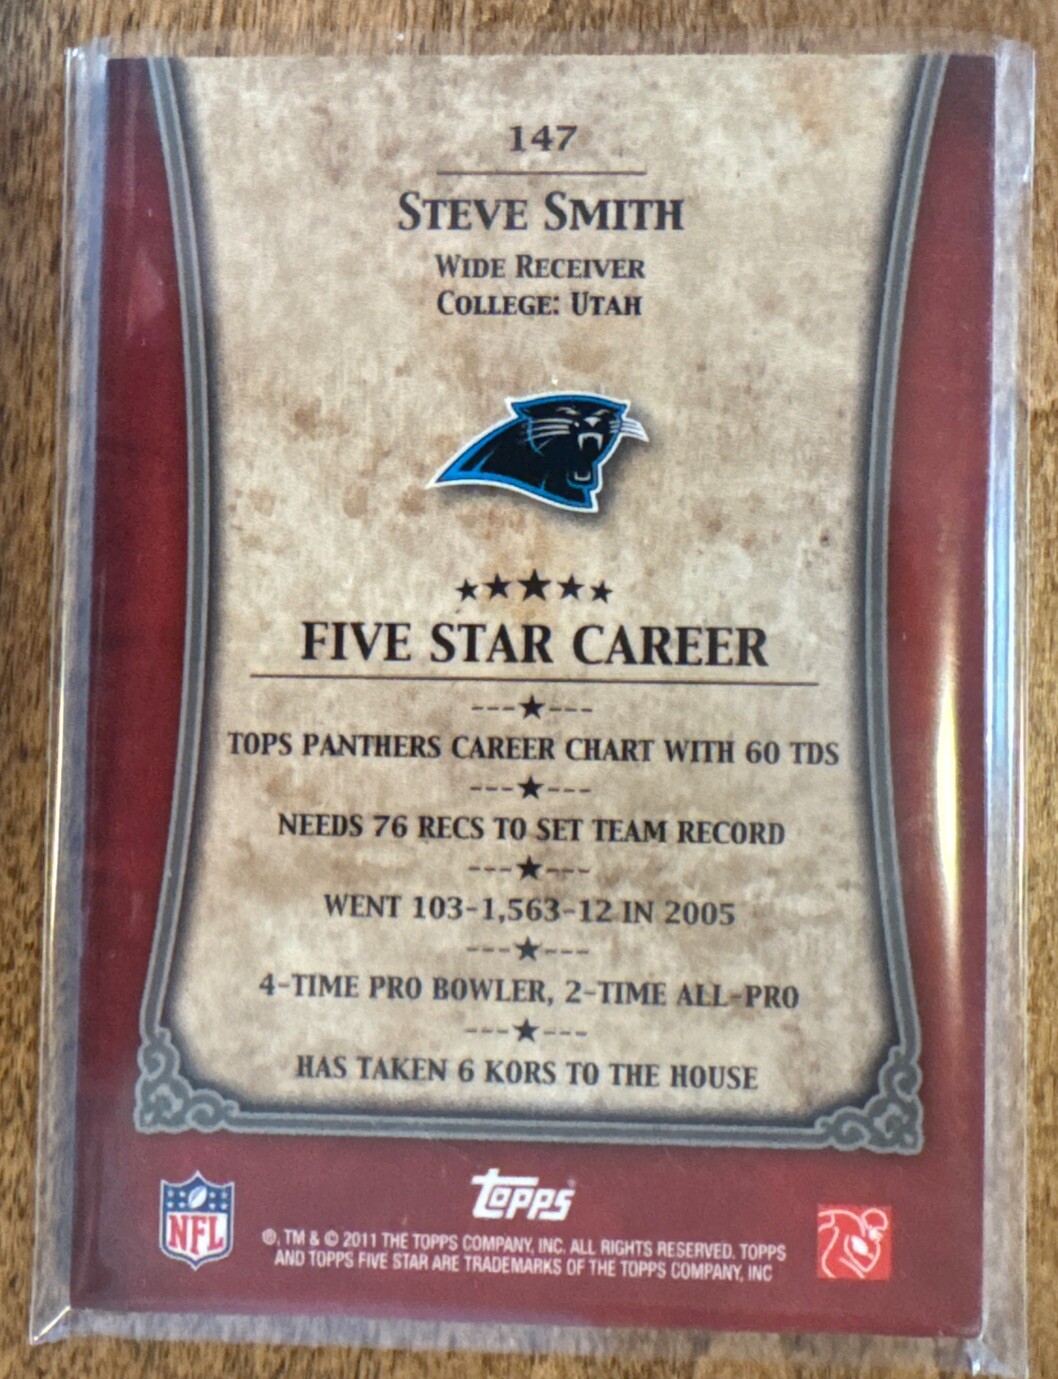 147
STEVE SMITH
WIDE RECEIVER
COLLEGE: UTAH
FIVE STAR CAREER
TOPS PANTHERS CAREER CHART WITH 60 TDS
NEEDS 76 RECS TO SET TEAM RECORD
WENT 103-1,563-12 IN 2005
4-TIME PRO BOWLER, 2-TIME ALL-PRO
HAS TAKEN 6 KORS TO THE HOUSE
NFL
topps
®, TM & © 2011 THE TOPPS COMPANY, INC. ALL RIGHTS RESERVED. TOPPS
AND TOPPS FIVE STAR ARE TRADEMARKS OF THE TOPPS COMPANY, INC